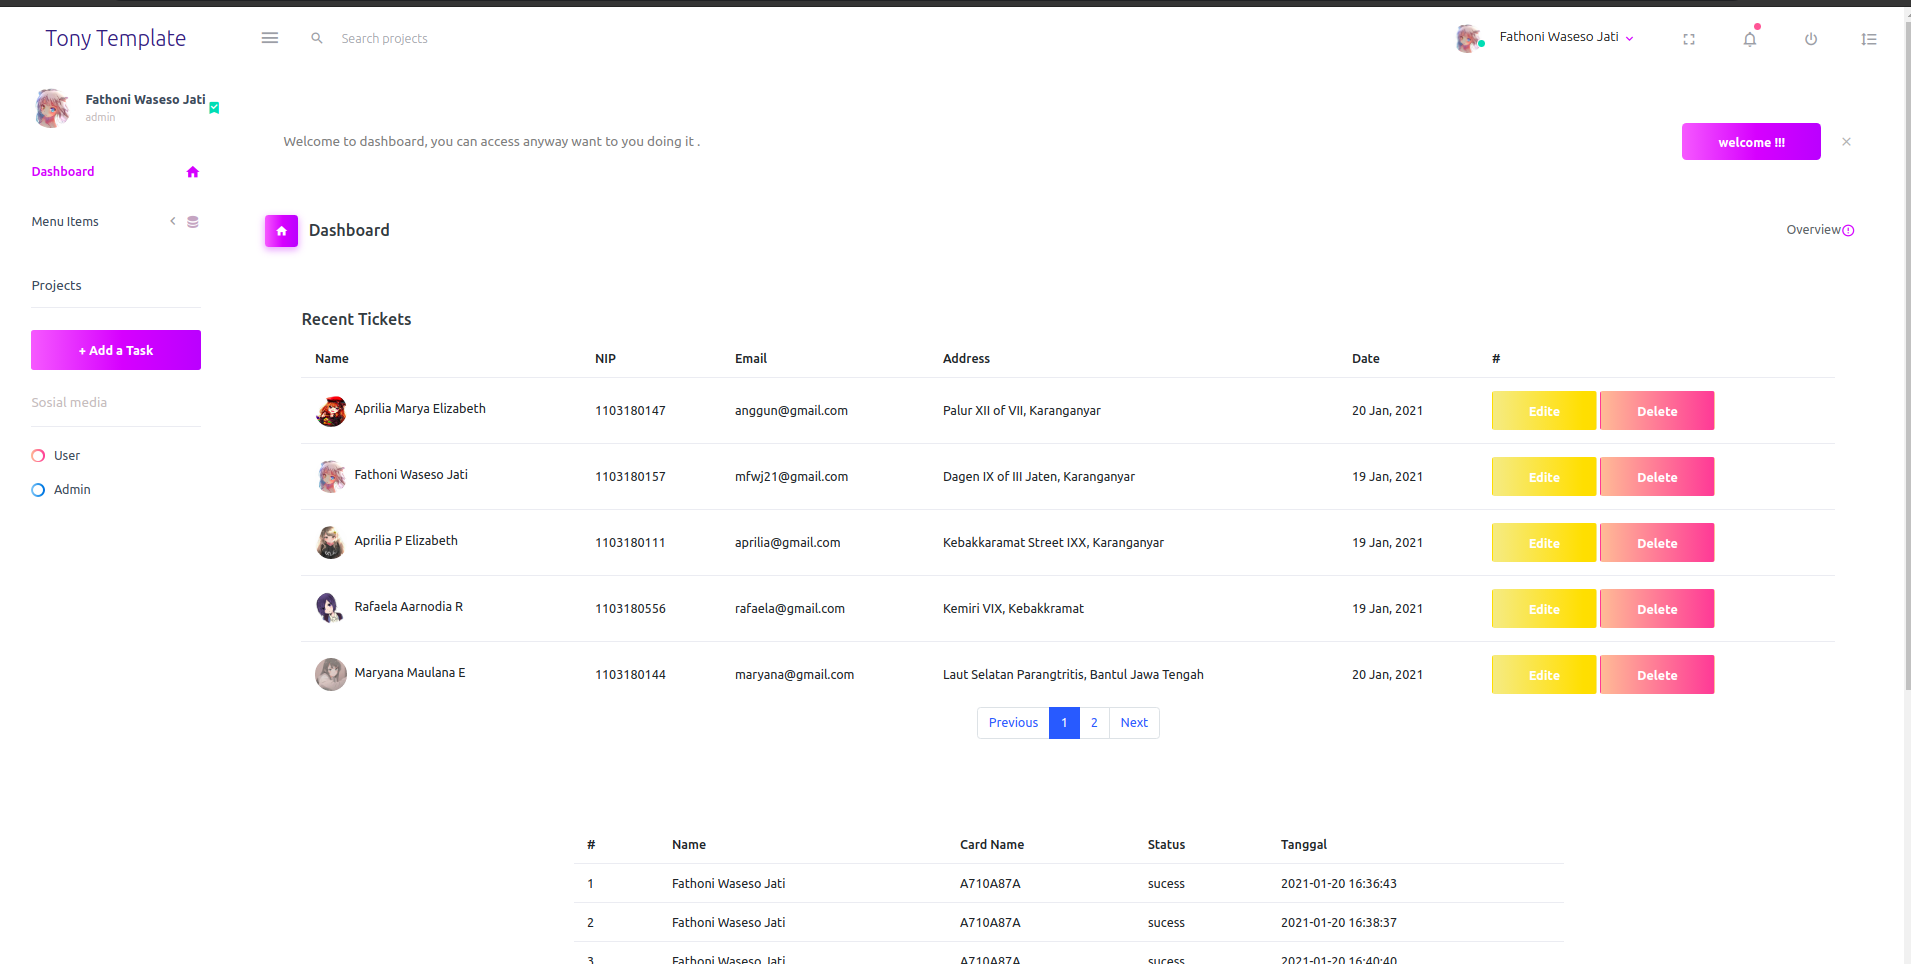 Tony Template
Search projects
Fathoni Waseso Jati
Fathoni Waseso Jati
admin
Welcome to dashboard, you can access anyway want to you doing it .
welcome !!!
Dashboard
Menu Items
Dashboard
Overview
Projects
+ Add a Task
Sosial media
User
Admin
Recent Tickets
Name NIP Email Address Date #
Aprilia Marya Elizabeth 1103180147 anggun@gmail.com Palur XII of VII, Karanganyar 20 Jan, 2021 Edite Delete
Fathoni Waseso Jati 1103180157 mfwj21@gmail.com Dagen IX of III Jaten, Karanganyar 19 Jan, 2021 Edite Delete
Aprilia P Elizabeth 1103180111 aprilia@gmail.com Kebakkaramat Street IXX, Karanganyar 19 Jan, 2021 Edite Delete
Rafaela Aarnodia R 1103180556 rafaela@gmail.com Kemiri VIX, Kebakkramat 19 Jan, 2021 Edite Delete
Maryana Maulana E 1103180144 maryana@gmail.com Laut Selatan Parangtritis, Bantul Jawa Tengah 20 Jan, 2021 Edite Delete
Previous 1 2 Next
# Name Card Name Status Tanggal
1 Fathoni Waseso Jati A710A87A sucess 2021-01-20 16:36:43
2 Fathoni Waseso Jati A710A87A sucess 2021-01-20 16:38:37
3 Fathoni Waseso Jati A710A87A sucess 2021-01-20 16:40:40